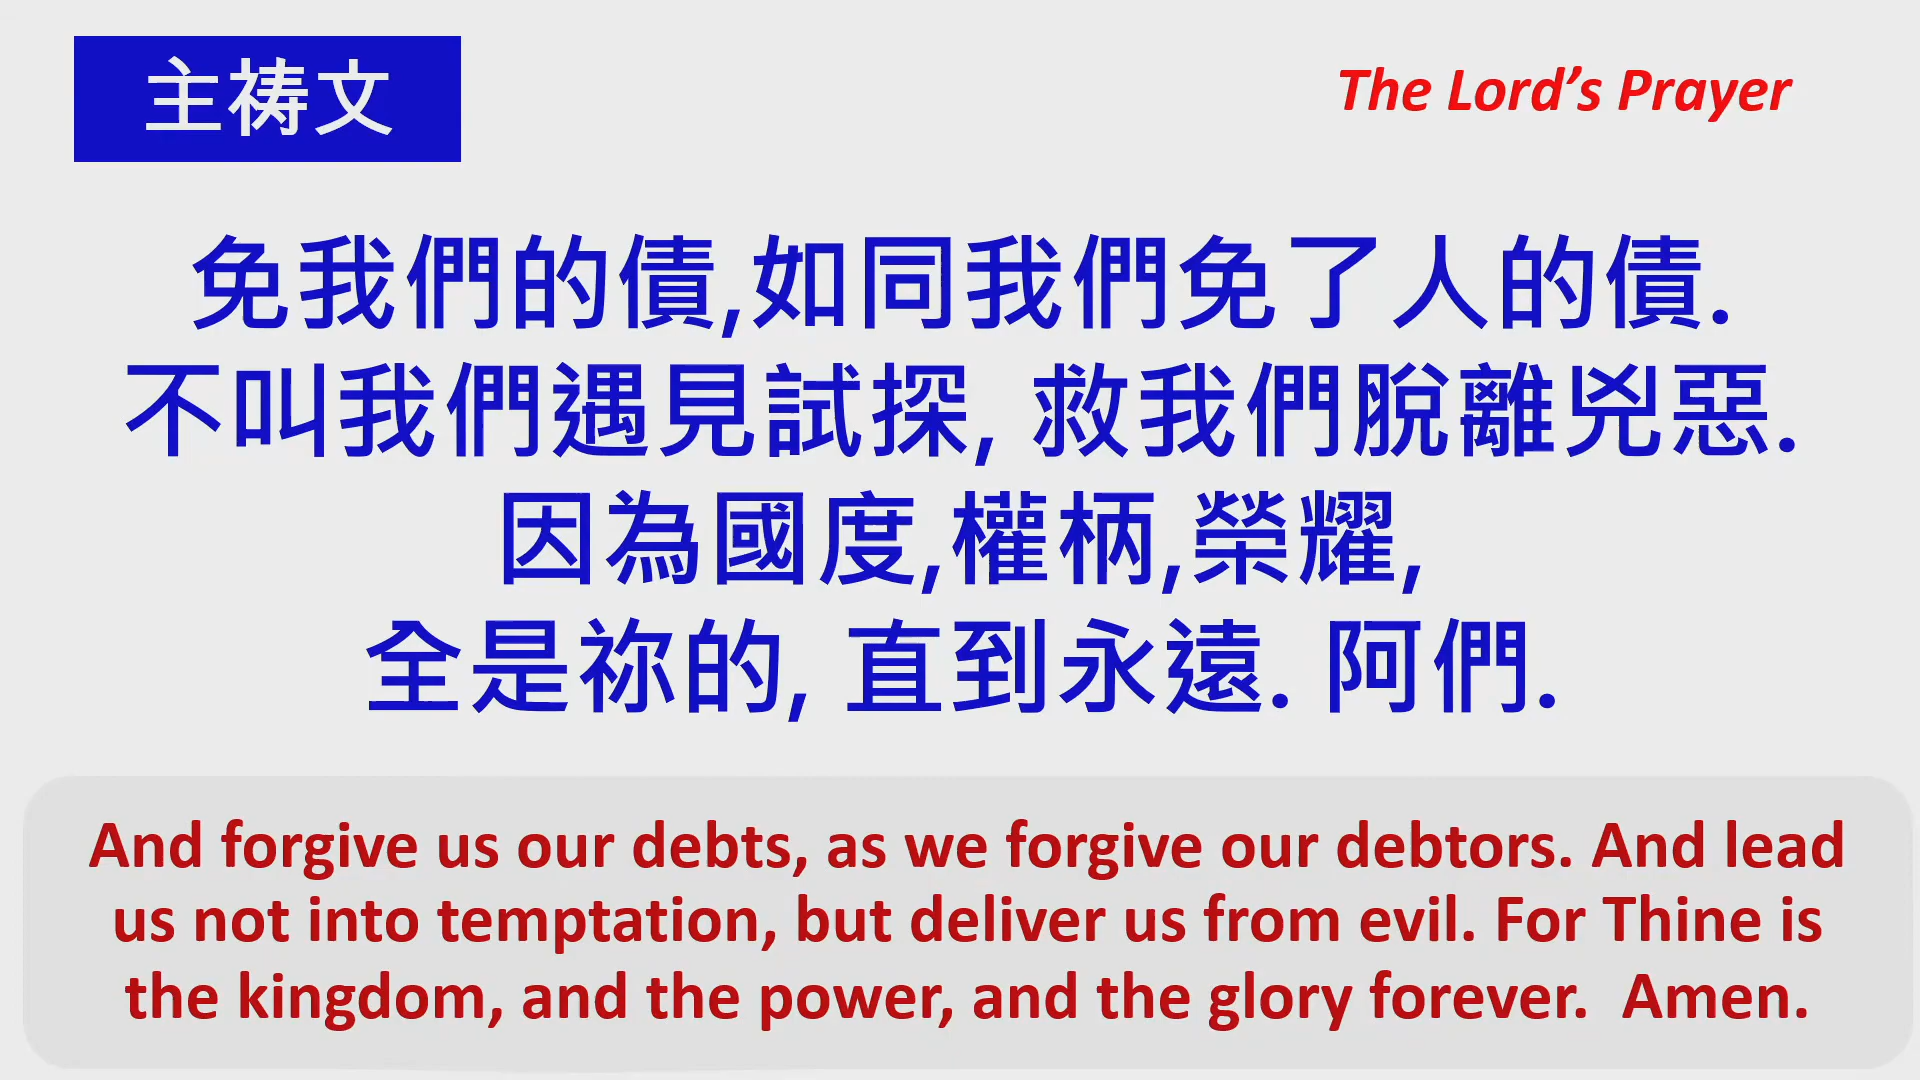 主祷文
The Lord’s Prayer
免我們的債,如同我們免了人的債.
不叫我們遇見試探, 救我們脫離兇惡.
因為國度,權柄,榮耀,
全是祢的, 直到永遠. 阿們.
And forgive us our debts, as we forgive our debtors. And lead
us not into temptation, but deliver us from evil. For Thine is
the kingdom, and the power, and the glory forever.  Amen.